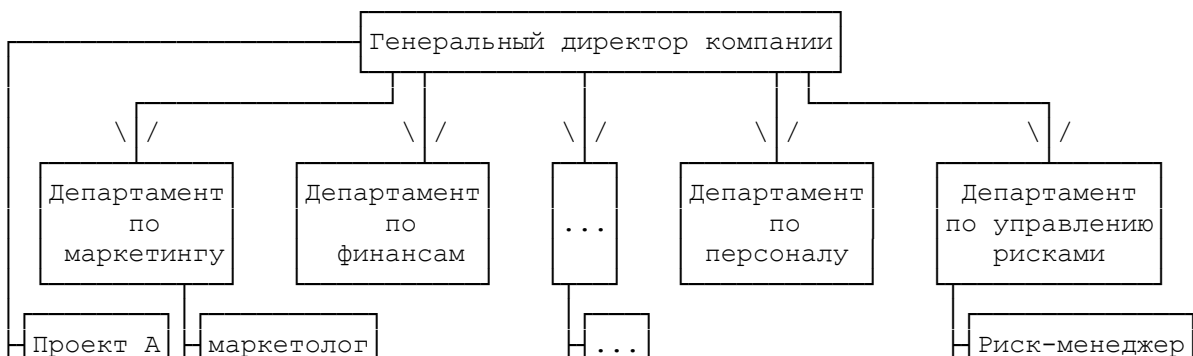 Генеральный директор компании
Департамент
по
маркетингу
Департамент
по
финансам
...
Департамент
по
персоналу
Департамент
по управлению
рисками
Проект А
маркетолог
...
Риск-менеджер